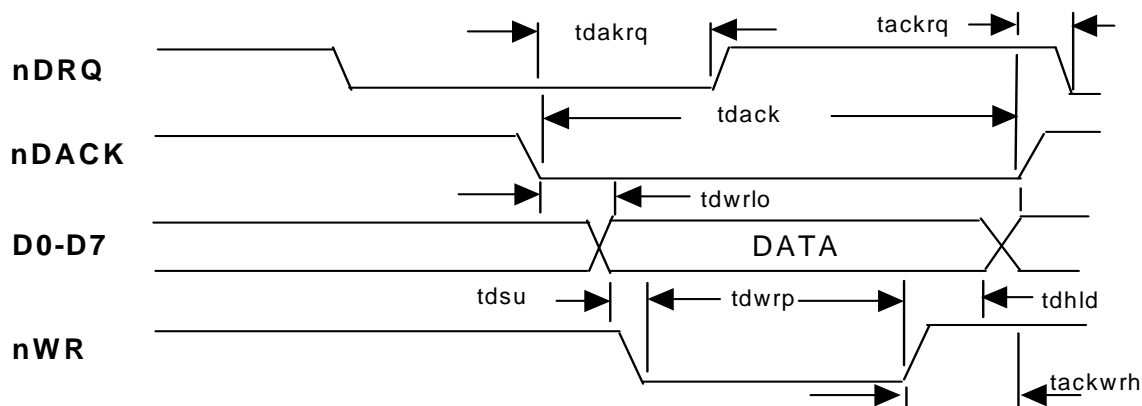 tdakrq
tackrq
nDRQ
tdack
nDACK
tdwrlo
D0-D7
DATA
tdsu
tdwrp
tdhld
nWR
tackwrh